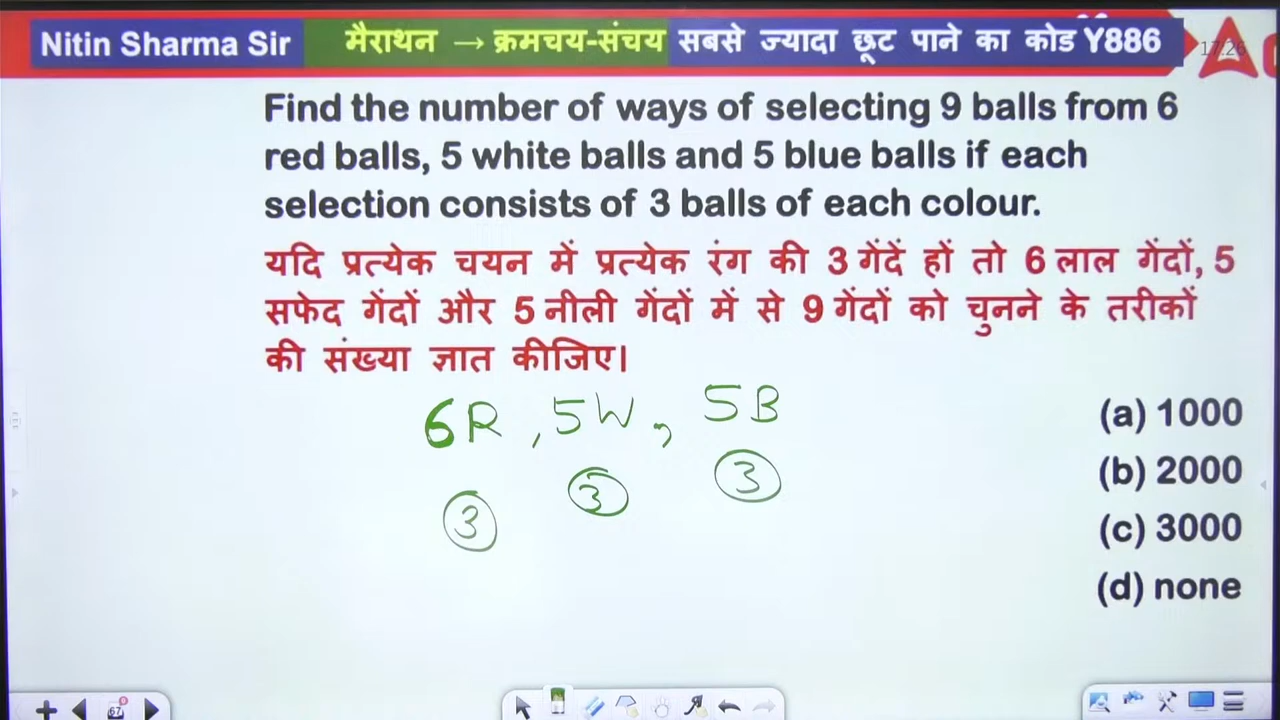 Nitin Sharma Sir मैराथन → क्रमचय-संचय सबसे ज्यादा छूट पाने का कोड Y886
17:26
Find the number of ways of selecting 9 balls from 6
red balls, 5 white balls and 5 blue balls if each
selection consists of 3 balls of each colour.
यदि प्रत्येक चयन में प्रत्येक रंग की 3 गेंदें हों तो 6 लाल गेंदों, 5
सफेद गेंदों और 5 नीली गेंदों में से 9 गेंदों को चुनने के तरीकों
की संख्या ज्ञात कीजिए।
6R, 5W, 5B
3 3 3
(a) 1000
(b) 2000
(c) 3000
(d) none
67